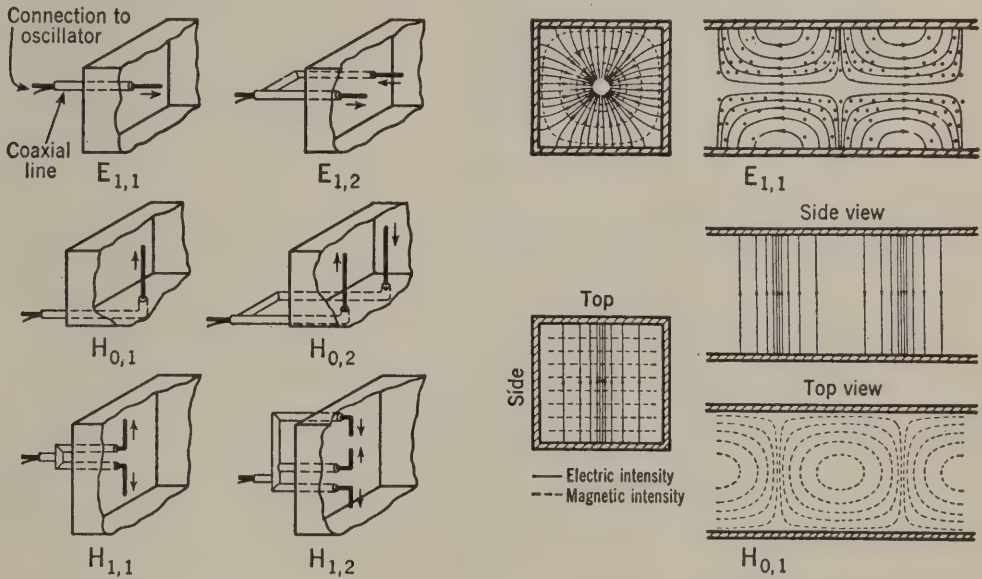 Connection to
oscillator
Coaxial
line
E1,1
E1,2
H0,1
H0,2
H1,1
H1,2
E1,1
Side view
Top
Side
Top view
Electric intensity
Magnetic intensity
H0,1